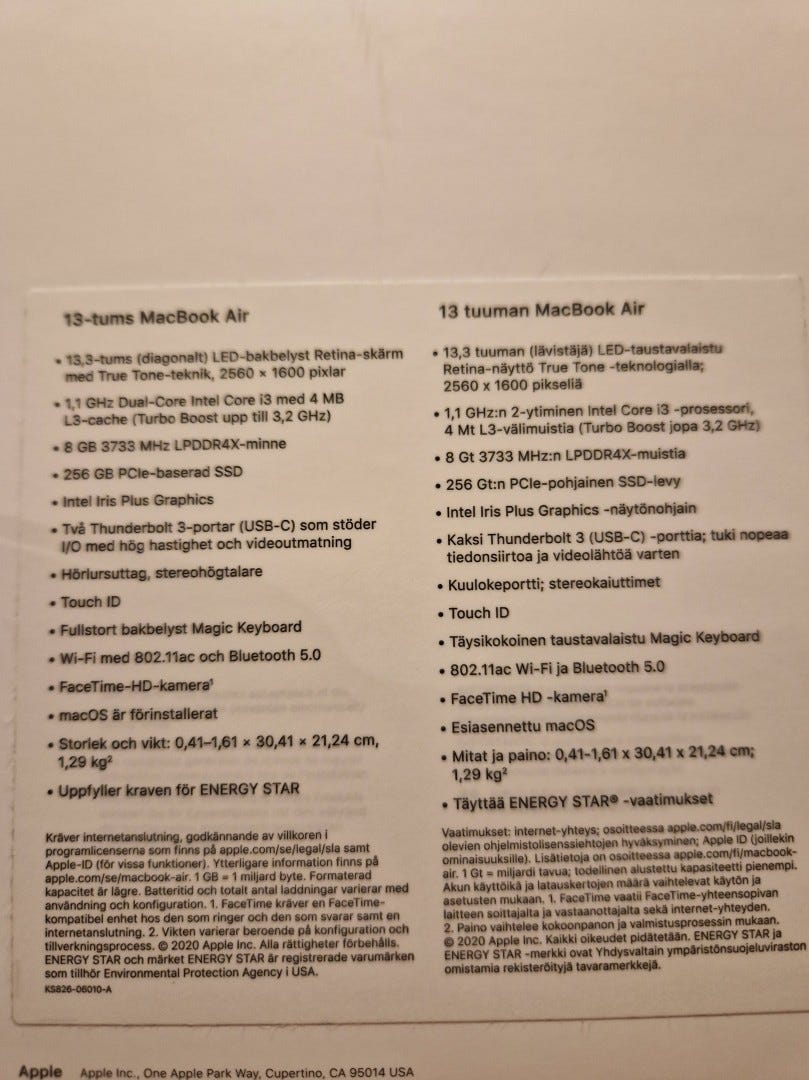 13-tums MacBook Air
• 13,3-tums (diagonalt) LED-bakbelyst Retina-skärm
med True Tone-teknik, 2560 × 1600 pixlar
• 1,1 GHz Dual-Core Intel Core i3 med 4 MB
L3-cache (Turbo Boost upp till 3,2 GHz)
• 8 GB 3733 MHz LPDDR4X-minne
• 256 GB PCIe-baserad SSD
• Intel Iris Plus Graphics
• Två Thunderbolt 3-portar (USB-C) som stöder
I/O med hög hastighet och videoutmatning
• Hörlursuttag, stereohögtalare
• Touch ID
• Fullstort bakbelyst Magic Keyboard
• Wi-Fi med 802.11ac och Bluetooth 5.0
• FaceTime-HD-kamera¹
• macOS är förinstallerat
• Storlek och vikt: 0,41–1,61 × 30,41 × 21,24 cm,
1,29 kg²
• Uppfyller kraven för ENERGY STAR
Kräver internetanslutning, godkännande av villkoren i
programlicenserna som finns på apple.com/se/legal/sla samt
Apple-ID (för vissa funktioner). Ytterligare information finns på
apple.com/se/macbook-air. 1 GB = 1 miljard byte. Formaterad
kapacitet är lägre. Batteritid och totalt antal laddningar varierar med
användning och konfiguration. 1. FaceTime kräver en FaceTime-
kompatibel enhet hos den som ringer och den som svarar samt en
internetanslutning. 2. Vikten varierar beroende på konfiguration och
tillverkningsprocess. © 2020 Apple Inc. Alla rättigheter förbehålls.
ENERGY STAR och märket ENERGY STAR är registrerade varumärken
som tillhör Environmental Protection Agency i USA.
KS826-06010-A
13 tuuman MacBook Air
• 13,3 tuuman (lävistäjä) LED-taustavalaistu
Retina-näyttö True Tone -teknologialla;
2560 x 1600 pikseliä
• 1,1 GHz:n 2-ytiminen Intel Core i3 -prosessori,
4 Mt L3-välimuistia (Turbo Boost jopa 3,2 GHz)
• 8 Gt 3733 MHz:n LPDDR4X-muistia
• 256 Gt:n PCIe-pohjainen SSD-levy
• Intel Iris Plus Graphics -näytönohjain
• Kaksi Thunderbolt 3 (USB-C) -porttia; tuki nopeaa
tiedonsiirtoa ja videolähtöä varten
• Kuulokeportti; stereokaiuttimet
• Touch ID
• Täysikokoinen taustavalaistu Magic Keyboard
• 802.11ac Wi-Fi ja Bluetooth 5.0
• FaceTime HD -kamera¹
• Esiasennettu macOS
• Mitat ja paino: 0,41–1,61 x 30,41 x 21,24 cm;
1,29 kg²
• Täyttää ENERGY STAR® -vaatimukset
Vaatimukset: internet-yhteys; osoitteessa apple.com/fi/legal/sla
olevien ohjelmistolisenssiehtojen hyväksyminen; Apple ID (joillekin
ominaisuuksille). Lisätietoja on osoitteessa apple.com/fi/macbook-
air. 1 Gt = miljardi tavua; todellinen alustettu kapasiteetti pienempi.
Akun käyttöikä ja latauskertojen määrä vaihtelevat käytön ja
asetusten mukaan. 1. FaceTime vaatii FaceTime-yhteensopivan
laitteen soittajalta ja vastaanottajalta sekä internet-yhteyden.
2. Paino vaihtelee kokoonpanon ja valmistusprosessin mukaan.
© 2020 Apple Inc. Kaikki oikeudet pidätetään. ENERGY STAR ja
ENERGY STAR -merkki ovat Yhdysvaltain ympäristönsuojeluviraston
omistamia rekisteröityjä tavaramerkkejä.
Apple Apple Inc., One Apple Park Way, Cupertino, CA 95014 USA